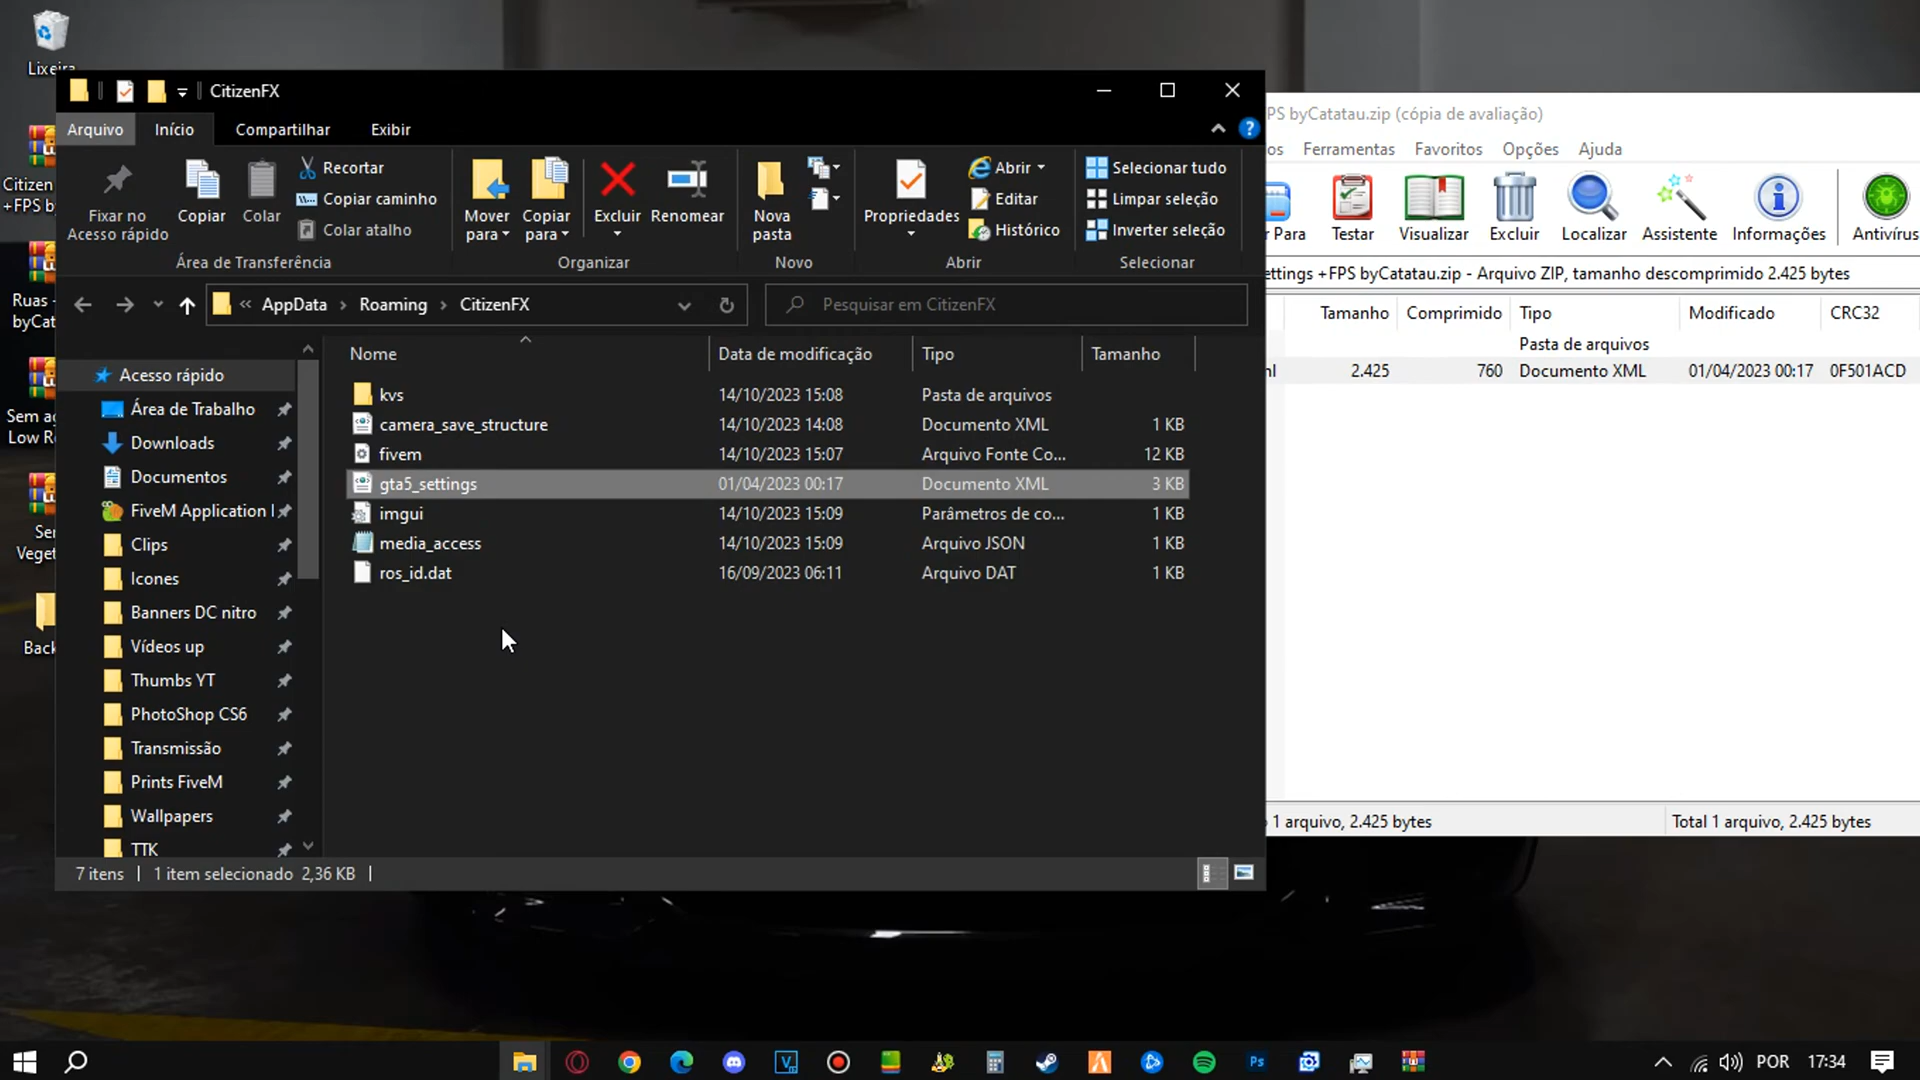 Lixeira
Citizen
+FPS by
Ruas -
byCat
Sem ag
Low R
Se
Veget
Back
CitizenFX
Arquivo
Início
Compartilhar
Exibir
Fixar no
Acesso rápido
Copiar
Colar
Recortar
Copiar caminho
Colar atalho
Área de Transferência
Mover
para
Copiar
para
Excluir
Renomear
Organizar
Nova
pasta
Novo
Propriedades
Abrir
Editar
Histórico
Abrir
Selecionar tudo
Limpar seleção
Inverter seleção
Selecionar
« AppData › Roaming › CitizenFX
Pesquisar em CitizenFX
Nome Data de modificação Tipo Tamanho
kvs 14/10/2023 15:08 Pasta de arquivos
camera_save_structure 14/10/2023 14:08 Documento XML 1 KB
fivem 14/10/2023 15:07 Arquivo Fonte Co... 12 KB
gta5_settings 01/04/2023 00:17 Documento XML 3 KB
imgui 14/10/2023 15:09 Parâmetros de co... 1 KB
media_access 14/10/2023 15:09 Arquivo JSON 1 KB
ros_id.dat 16/09/2023 06:11 Arquivo DAT 1 KB
Acesso rápido
Área de Trabalho
Downloads
Documentos
FiveM Application
Clips
Icones
Banners DC nitro
Vídeos up
Thumbs YT
PhotoShop CS6
Transmissão
Prints FiveM
Wallpapers
TTK
7 itens 1 item selecionado 2,36 KB
PS byCatatau.zip (cópia de avaliação)
os Ferramentas Favoritos Opções Ajuda
r Para
Testar
Visualizar
Excluir
Localizar
Assistente
Informações
Antivírus
ettings +FPS byCatatau.zip - Arquivo ZIP, tamanho descomprimido 2.425 bytes
Tamanho Comprimido Tipo Modificado CRC32
Pasta de arquivos
ml 2.425 760 Documento XML 01/04/2023 00:17 0F501ACD
1 arquivo, 2.425 bytes
Total 1 arquivo, 2.425 bytes
Ps
POR
17:34